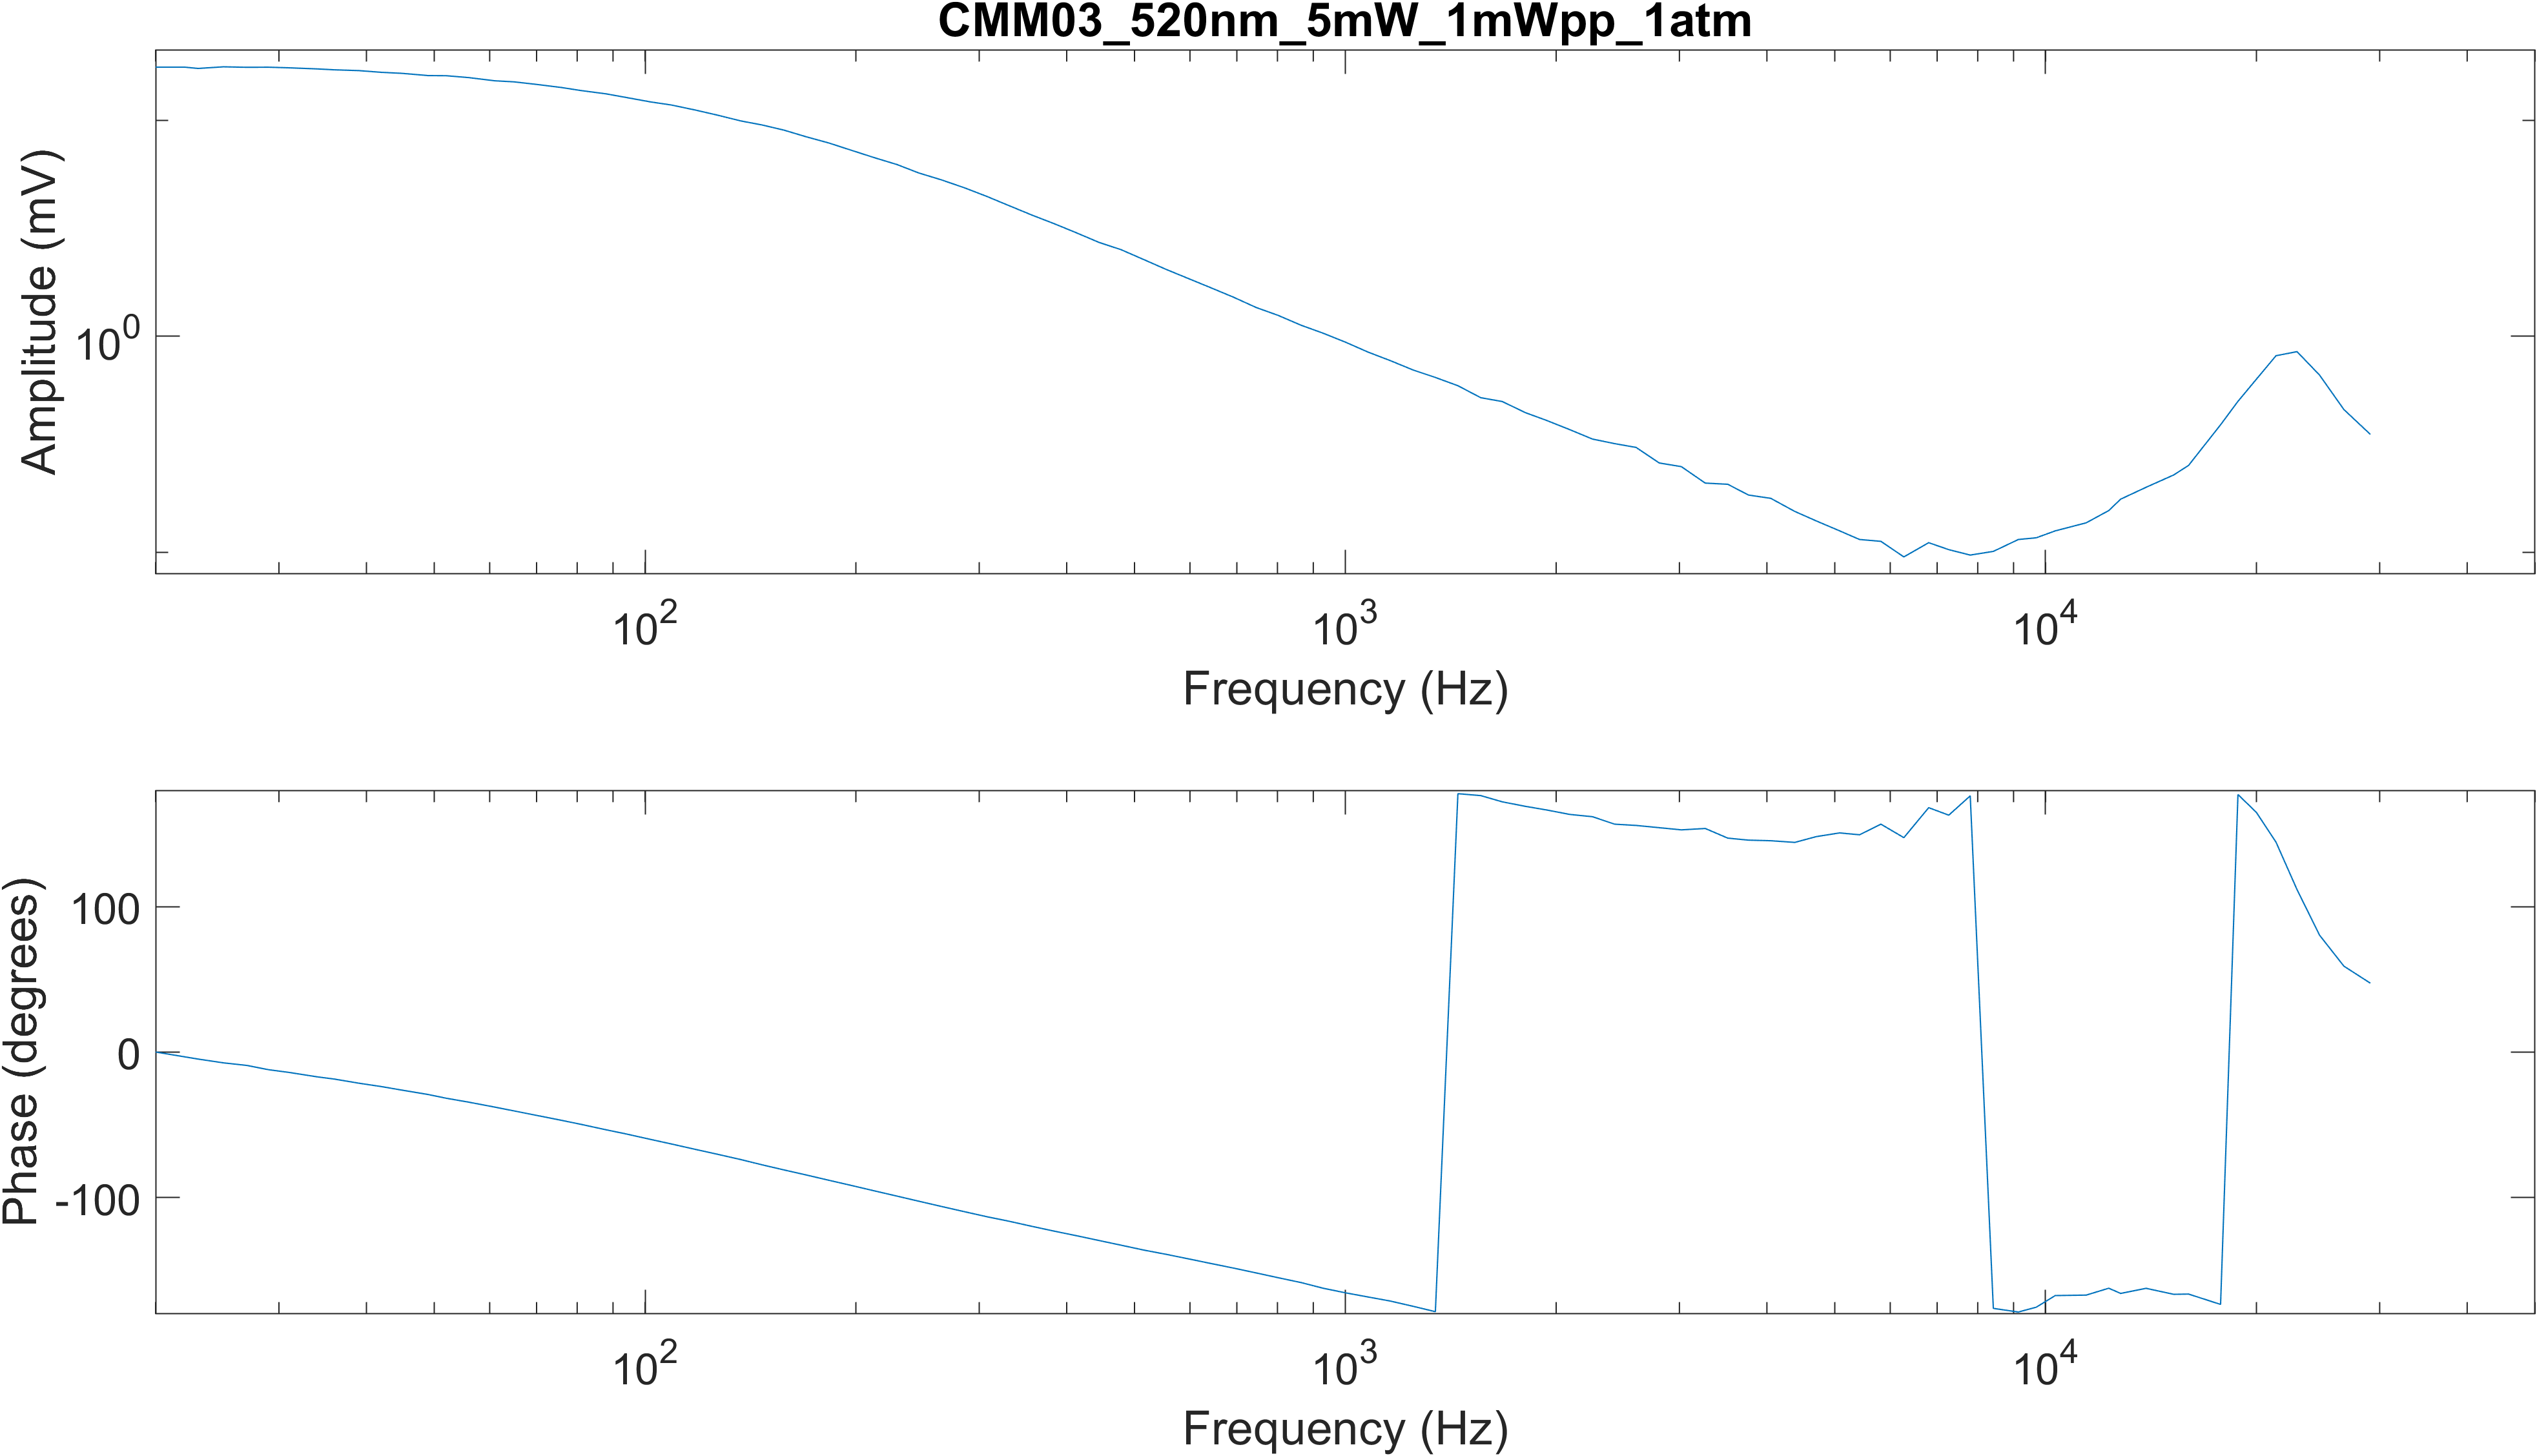 CMM03_520nm_5mW_1mWpp_1atm
Amplitude (mV)
10^0
10^2 10^3 10^4
Frequency (Hz)
Phase (degrees)
100
0
-100
10^2 10^3 10^4
Frequency (Hz)